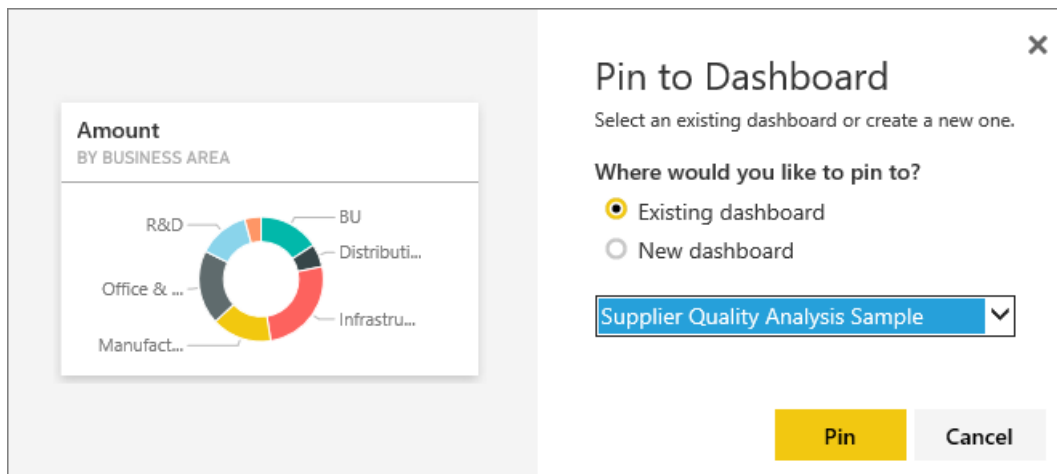 Amount
BY BUSINESS AREA
R&D
BU
Distributi...
Office & ...
Infrastru...
Manufact...
Pin to Dashboard
Select an existing dashboard or create a new one.
Where would you like to pin to?
Existing dashboard
New dashboard
Supplier Quality Analysis Sample
Pin
Cancel